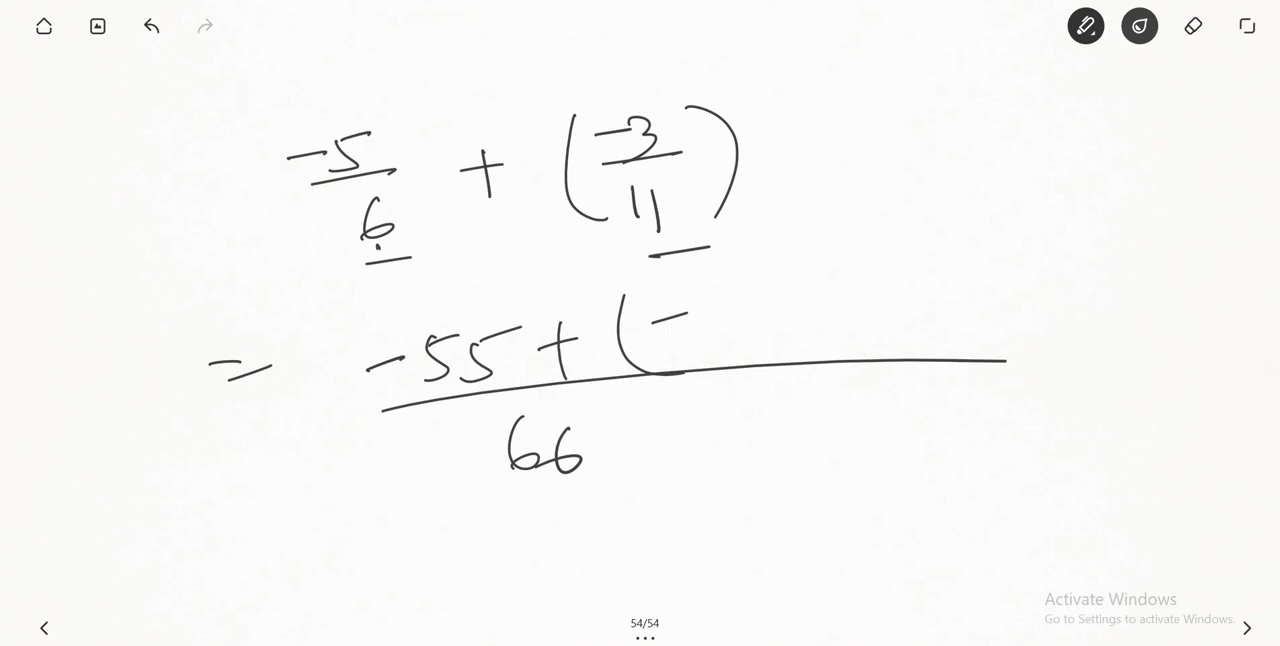 -5/6 + (-3/11)
= -55 + (-
66
54/54
Activate Windows
Go to Settings to activate Windows.